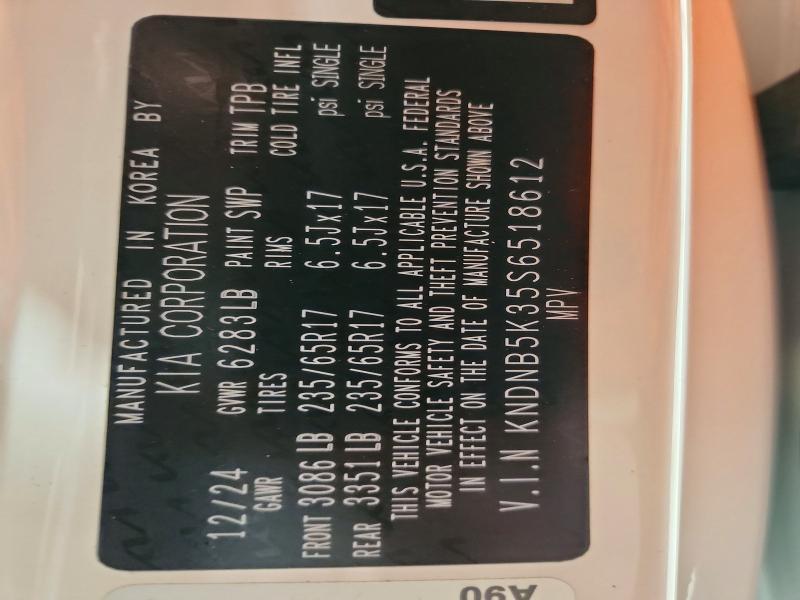 MANUFACTURED IN KOREA BY
KIA CORPORATION
12/24 GVWR 6283LB PAINT SWP TRIM TPB
GAWR TIRES RIMS COLD TIRE INFL
FRONT 3086LB 235/65R17 6.5Jx17 psi SINGLE
REAR 3351LB 235/65R17 6.5Jx17 psi SINGLE
THIS VEHICLE CONFORMS TO ALL APPLICABLE U.S.A. FEDERAL
MOTOR VEHICLE SAFETY AND THEFT PREVENTION STANDARDS
IN EFFECT ON THE DATE OF MANUFACTURE SHOWN ABOVE
V.I.N KNDNB5K35S6518612
MPV
A90